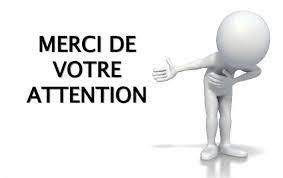 MERCI DE
VOTRE
ATTENTION